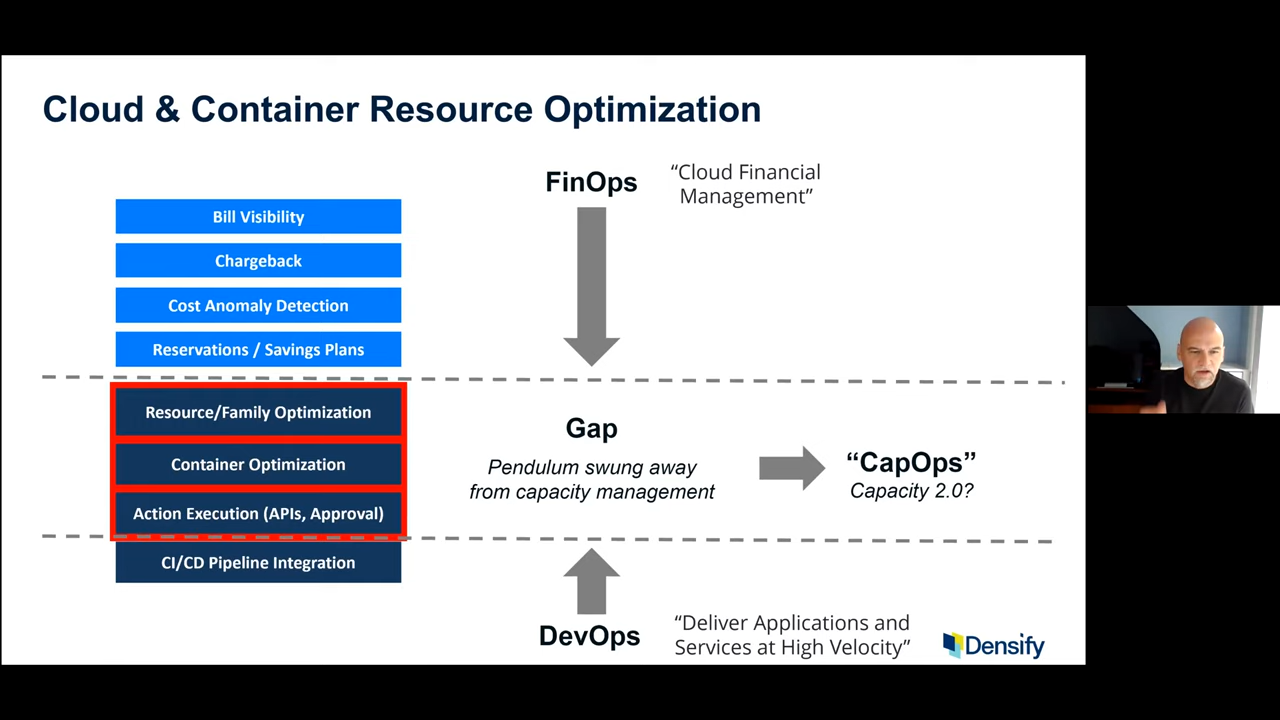 Cloud & Container Resource Optimization
FinOps
“Cloud Financial
Management”
Bill Visibility
Chargeback
Cost Anomaly Detection
Reservations / Savings Plans
Resource/Family Optimization
Container Optimization
Action Execution (APIs, Approval)
CI/CD Pipeline Integration
Gap
Pendulum swung away
from capacity management
“CapOps”
Capacity 2.0?
DevOps
“Deliver Applications and
Services at High Velocity”
Densify